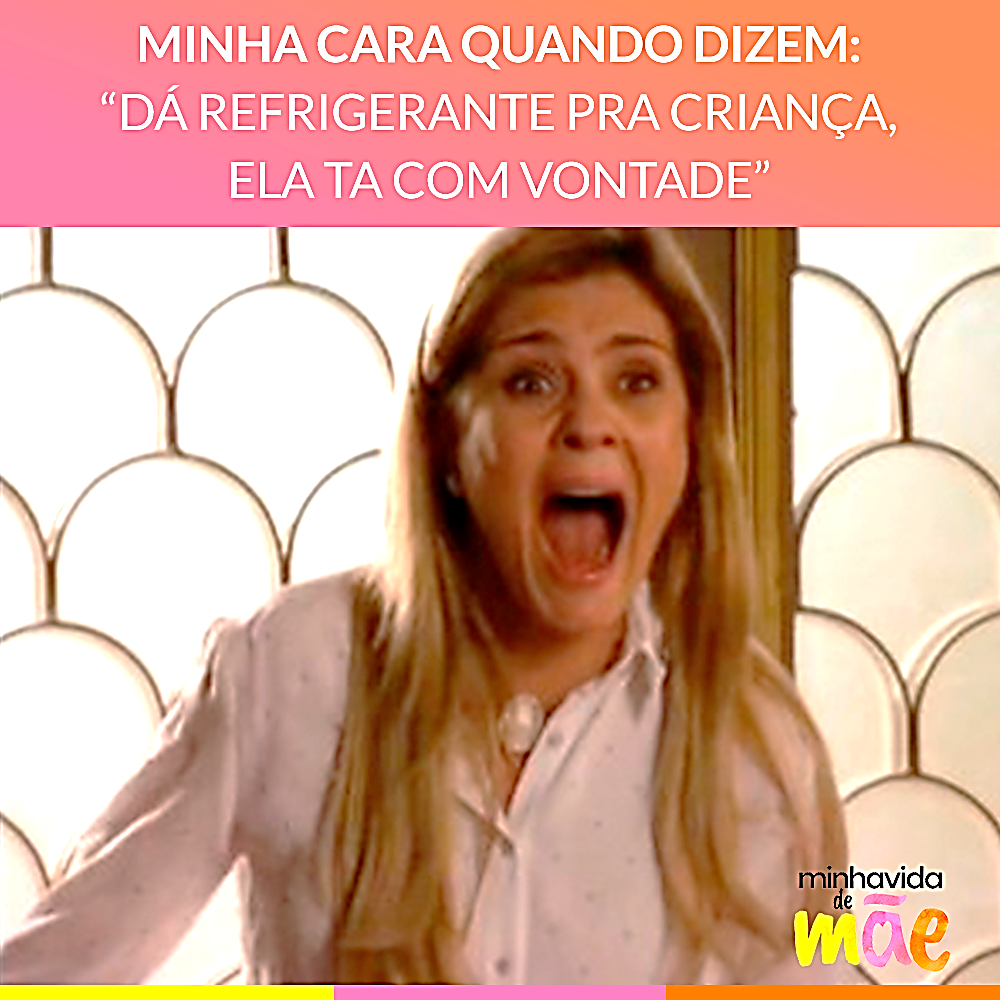 MINHA CARA QUANDO DIZEM:
“DÁ REFRIGERANTE PRA CRIANÇA,
ELA TA COM VONTADE”
minhavida
de
mãe